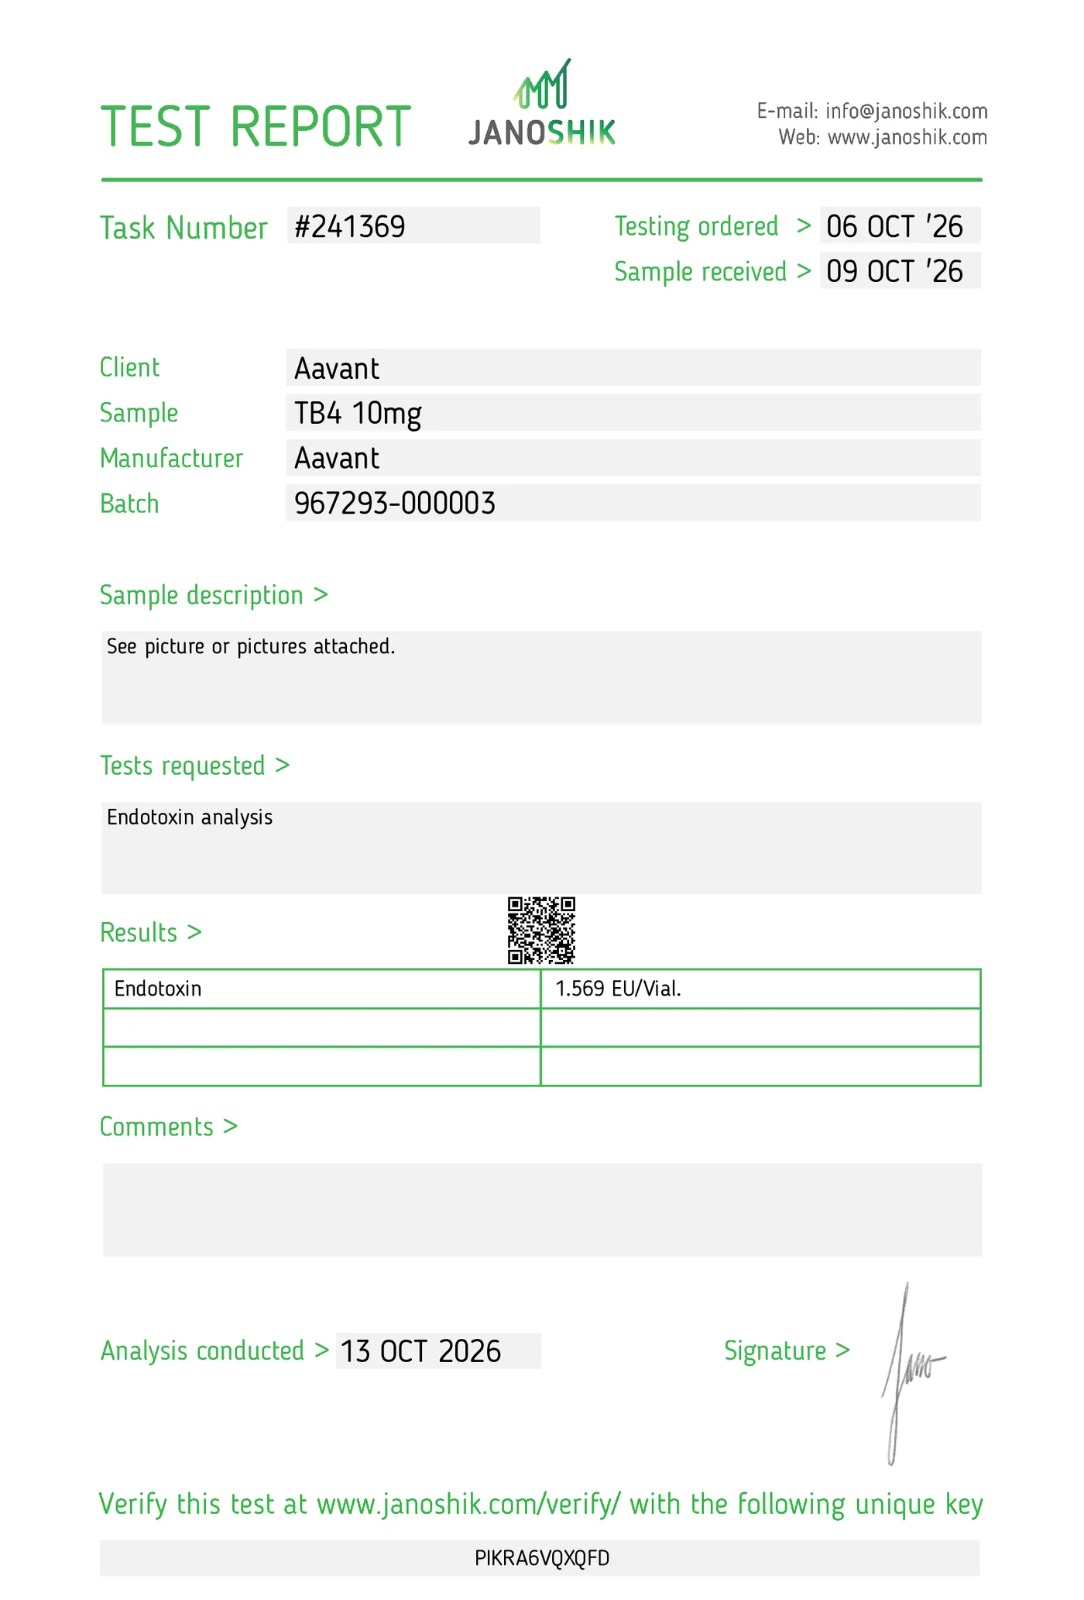 TEST REPORT
JANOSHIK
E-mail: info@janoshik.com
Web: www.janoshik.com
Task Number #241369
Testing ordered > 06 OCT '26
Sample received > 09 OCT '26
Client Aavant
Sample TB4 10mg
Manufacturer Aavant
Batch 967293-000003
Sample description >
See picture or pictures attached.
Tests requested >
Endotoxin analysis
Results >
Endotoxin 1.569 EU/Vial.
Comments >
Analysis conducted > 13 OCT 2026
Signature > Jano
Verify this test at www.janoshik.com/verify/ with the following unique key
PIKRA6VQXQFD